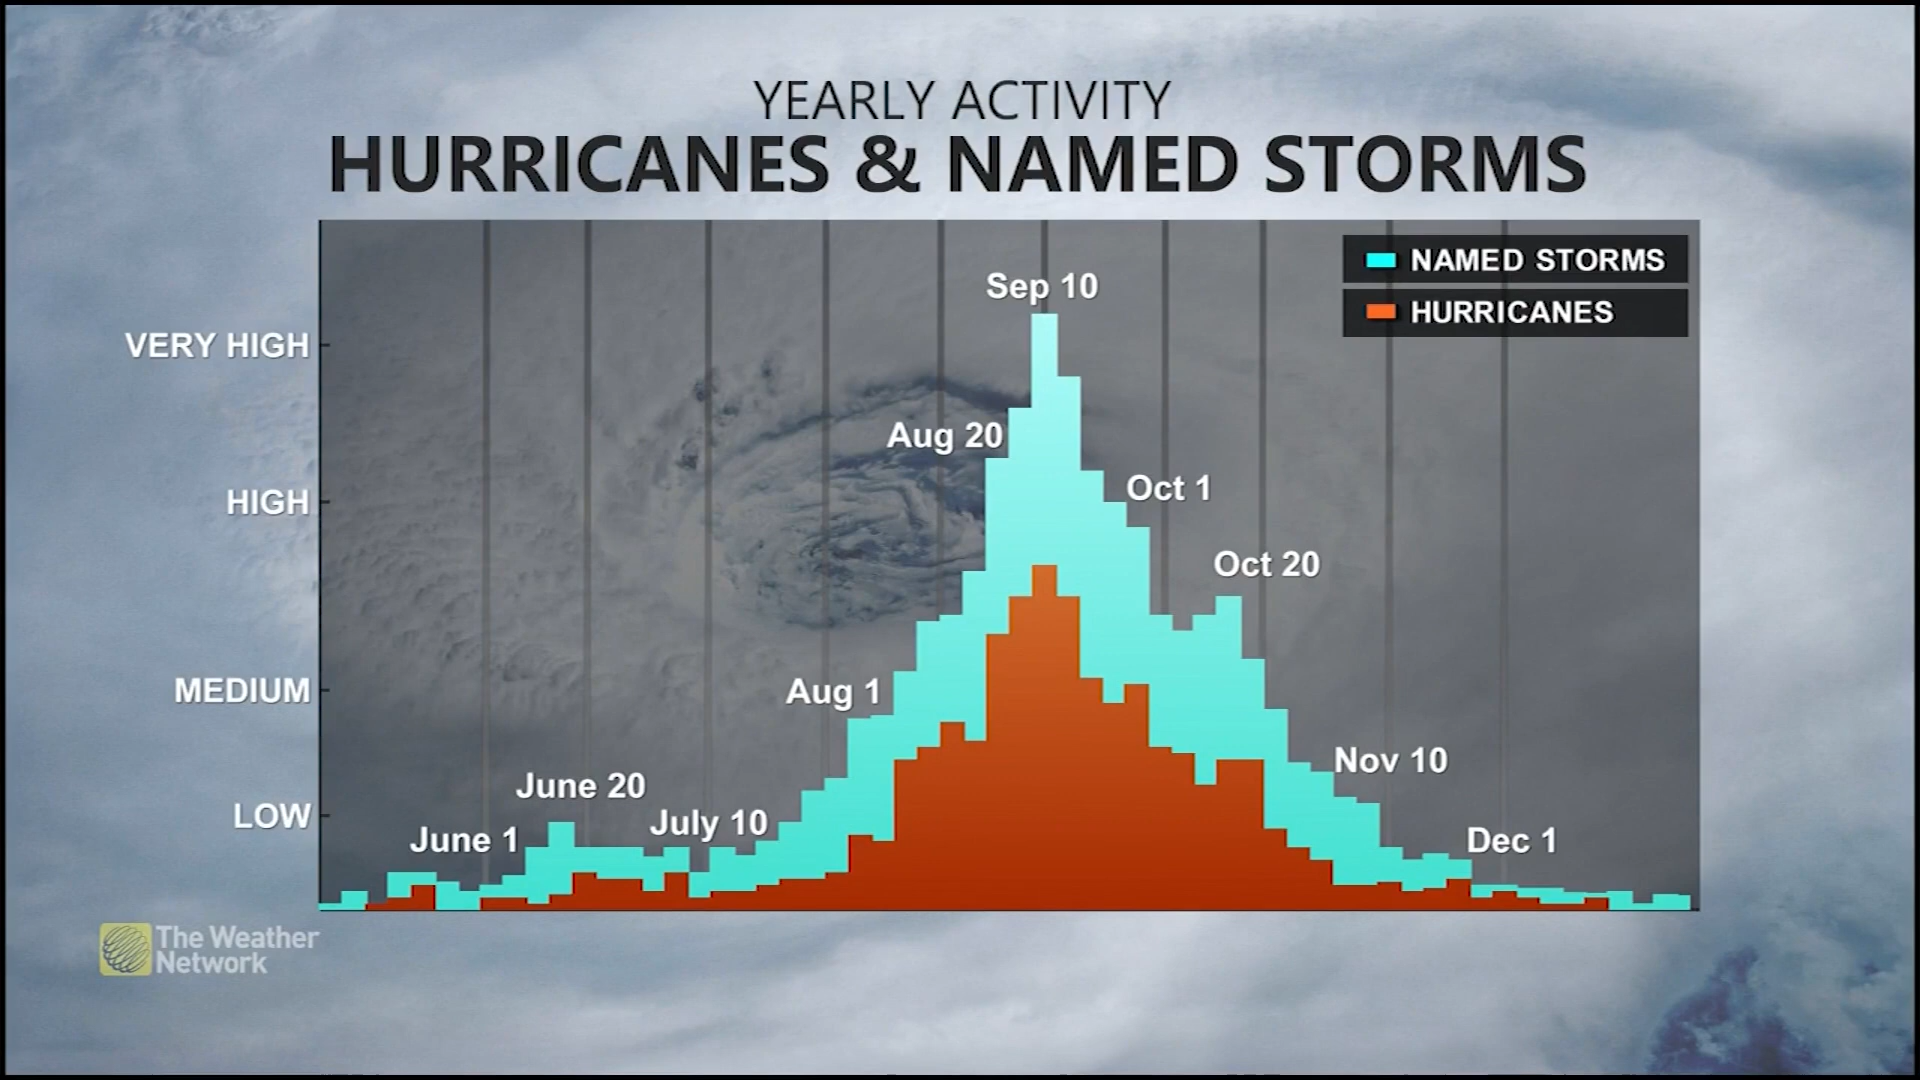 YEARLY ACTIVITY
HURRICANES & NAMED STORMS
NAMED STORMS
HURRICANES
VERY HIGH
HIGH
MEDIUM
LOW
June 1
June 20
July 10
Aug 1
Aug 20
Sep 10
Oct 1
Oct 20
Nov 10
Dec 1
The Weather
Network